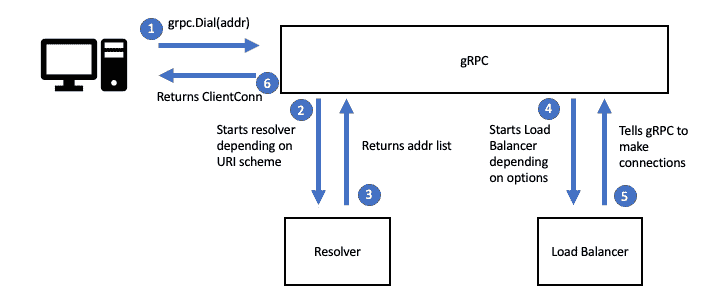 1
grpc.Dial(addr)
gRPC
6
Returns ClientConn
2
Starts resolver
depending on
URI scheme
Returns addr list
3
4
Starts Load
Balancer
depending
on options
Tells gRPC to
make
connections
5
Resolver
Load Balancer